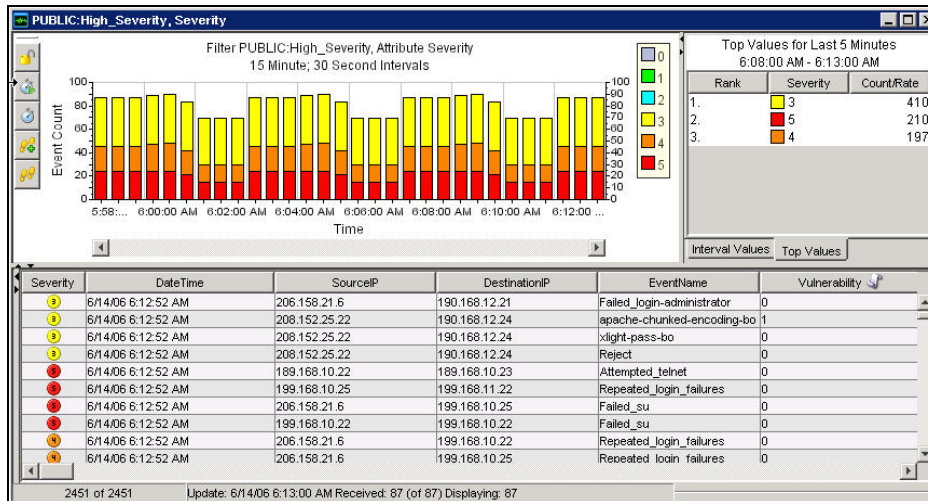 PUBLIC:High_Severity, Severity
Filter PUBLIC:High_Severity, Attribute Severity
15 Minute; 30 Second Intervals
Event Count
100
80
60
40
20
0
100
90
80
70
60
50
40
30
20
10
0
5:58:... 6:00:00 AM 6:02:00 AM 6:04:00 AM 6:06:00 AM 6:08:00 AM 6:10:00 AM 6:12:00 ...
Time
0
1
2
3
4
5
Top Values for Last 5 Minutes
6:08:00 AM - 6:13:00 AM
Rank Severity Count/Rate
1. 3 410
2. 5 210
3. 4 197
Interval Values Top Values
Severity DateTime SourceIP DestinationIP EventName Vulnerability
3 6/14/06 6:12:52 AM 206.158.21.6 190.168.12.21 Failed_login-administrator 0
3 6/14/06 6:12:52 AM 208.152.25.22 190.168.12.24 apache-chunked-encoding-bo 1
3 6/14/06 6:12:52 AM 208.152.25.22 190.168.12.24 xlight-pass-bo 0
3 6/14/06 6:12:52 AM 208.152.25.22 190.168.12.24 Reject 0
5 6/14/06 6:12:52 AM 189.168.10.22 189.168.10.23 Attempted_telnet 0
5 6/14/06 6:12:52 AM 199.168.10.25 199.168.11.22 Repeated_login_failures 0
5 6/14/06 6:12:52 AM 206.158.21.6 199.168.10.25 Failed_su 0
5 6/14/06 6:12:52 AM 199.168.10.22 199.168.10.22 Failed_su 0
4 6/14/06 6:12:52 AM 206.158.21.6 199.168.10.22 Repeated_login_failures 0
4 6/14/06 6:12:52 AM 206.158.21.6 199.168.10.25 Repeated_login_failures 0
2451 of 2451 Update: 6/14/06 6:13:00 AM Received: 87 (of 87) Displaying: 87